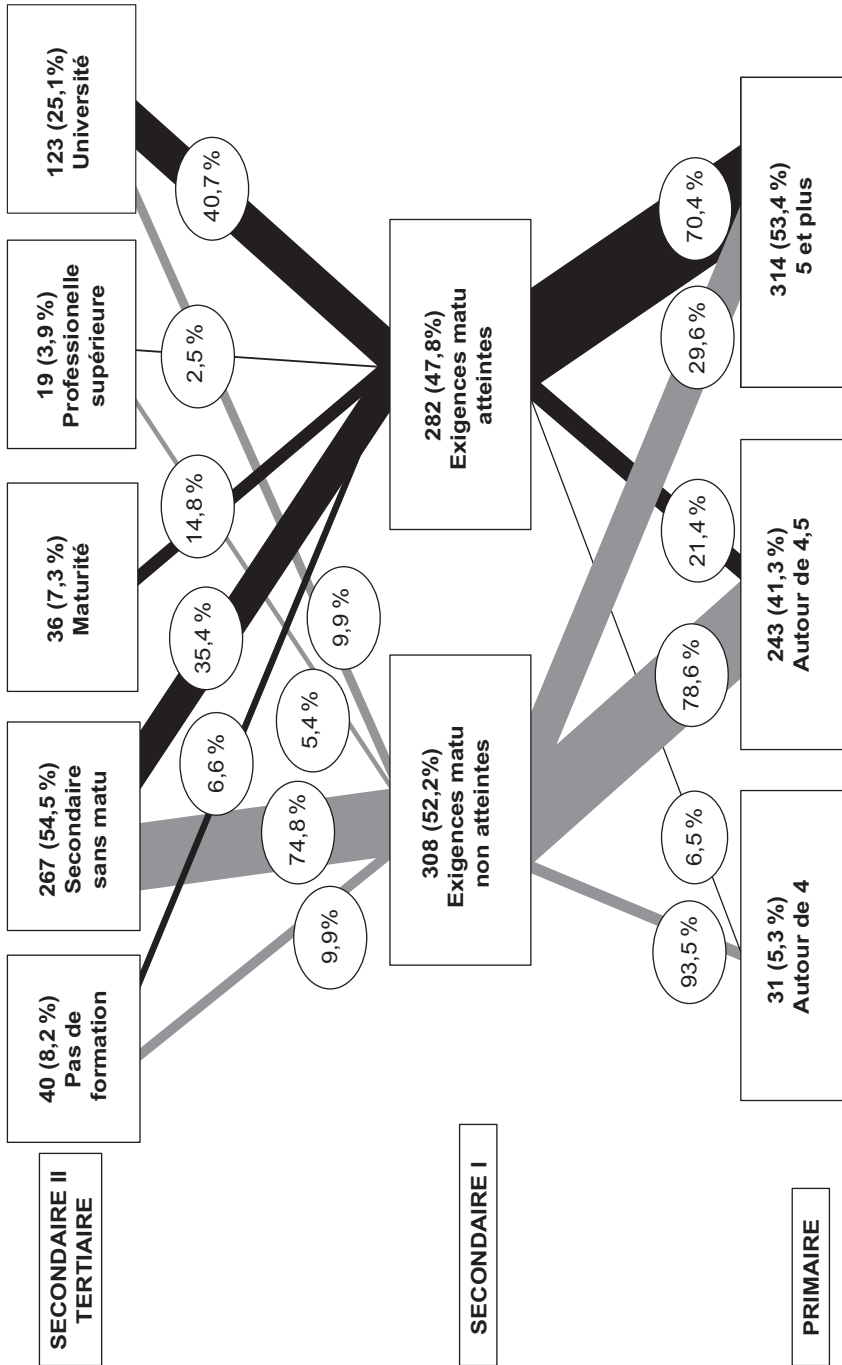 SECONDAIRE II
TERTIAIRE
40 (8,2 %)
Pas de
formation
267 (54,5 %)
Secondaire
sans matu
36 (7,3 %)
Maturité
19 (3,9 %)
Professionelle
supérieure
123 (25,1%)
Université
9,9%
74,8 %
6,6 %
5,4 %
35,4 %
9,9 %
14,8 %
2,5 %
40,7 %
SECONDAIRE I
308 (52,2%)
Exigences matu
non atteintes
282 (47,8%)
Exigences matu
atteintes
93,5 %
6,5 %
78,6 %
21,4 %
29,6 %
70,4 %
PRIMAIRE
31 (5,3 %)
Autour de 4
243 (41,3 %)
Autour de 4,5
314 (53,4 %)
5 et plus